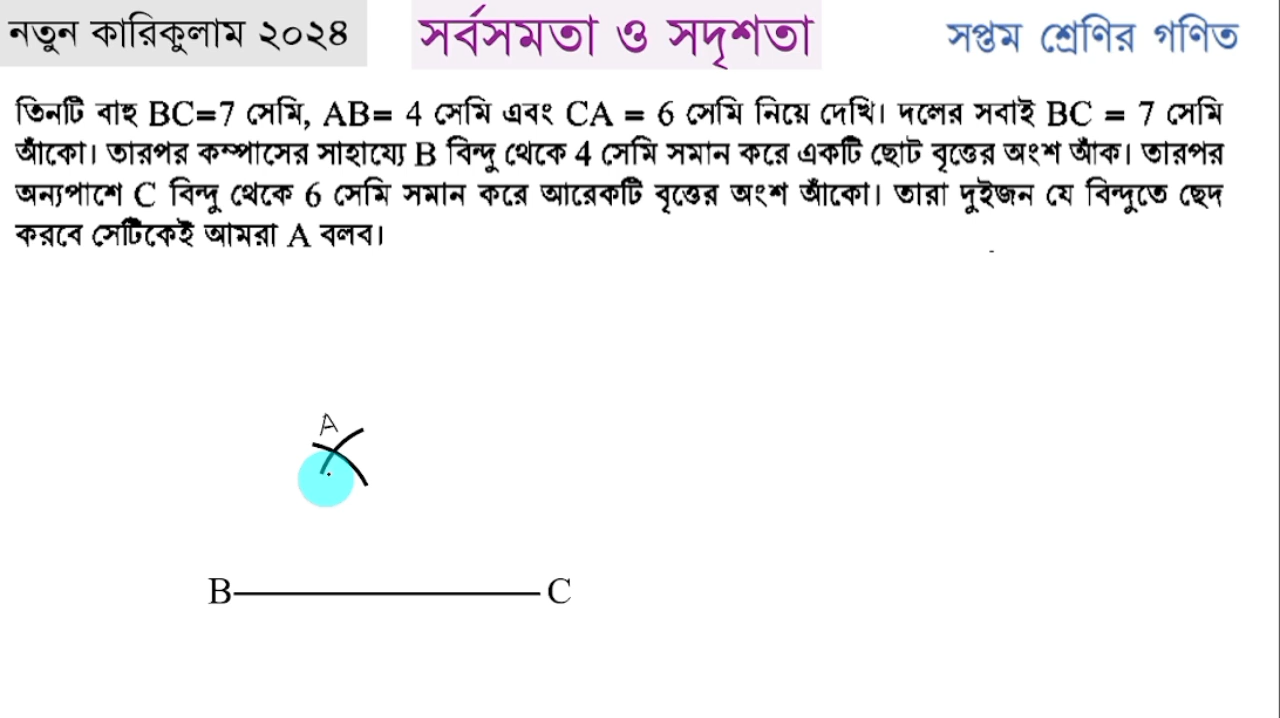 নতুন কারিকুলাম ২০২৪
সর্বসমতা ও সদৃশতা
সপ্তম শ্রেণির গণিত
তিনটি বাহু BC=7 সেমি, AB= 4 সেমি এবং CA = 6 সেমি নিয়ে দেখি। দলের সবাই BC = 7 সেমি
আঁকো। তারপর কম্পাসের সাহায্যে B বিন্দু থেকে 4 সেমি সমান করে একটি ছোট বৃত্তের অংশ আঁক। তারপর
অন্যপাশে C বিন্দু থেকে 6 সেমি সমান করে আরেকটি বৃত্তের অংশ আঁকো। তারা দুইজন যে বিন্দুতে ছেদ
করবে সেটিকেই আমরা A বলব।
A
B
C